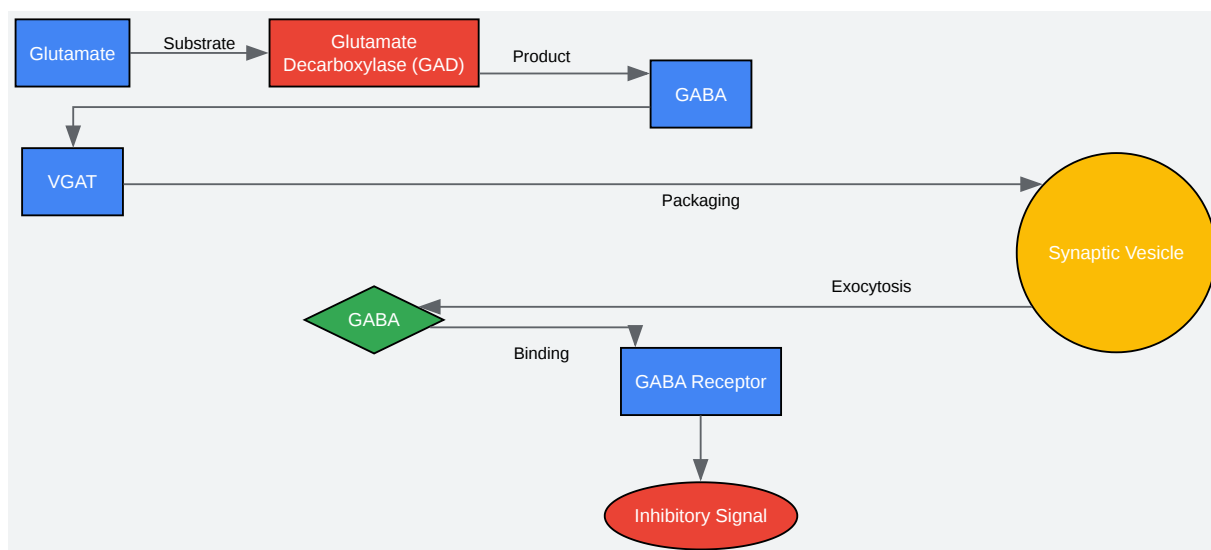 Glutamate
Substrate
Glutamate
Decarboxylase (GAD)
Product
GABA
VGAT
Packaging
Synaptic Vesicle
Exocytosis
GABA
Binding
GABA Receptor
Inhibitory Signal